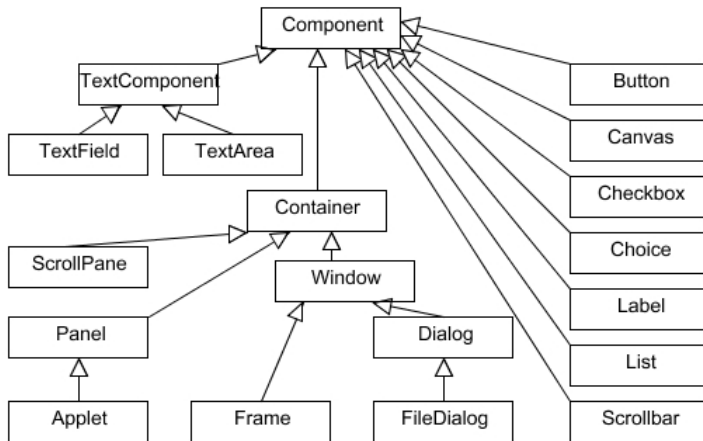 Component
TextComponent
Button
Canvas
TextField
TextArea
Checkbox
Container
Choice
ScrollPane
Window
Label
Panel
Dialog
List
Applet
Frame
FileDialog
Scrollbar